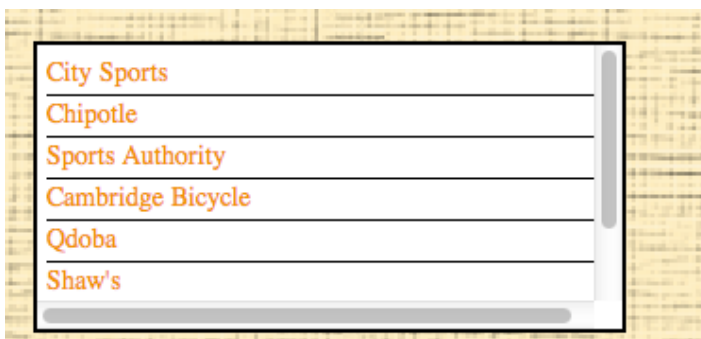 City Sports
Chipotle
Sports Authority
Cambridge Bicycle
Qdoba
Shaw's